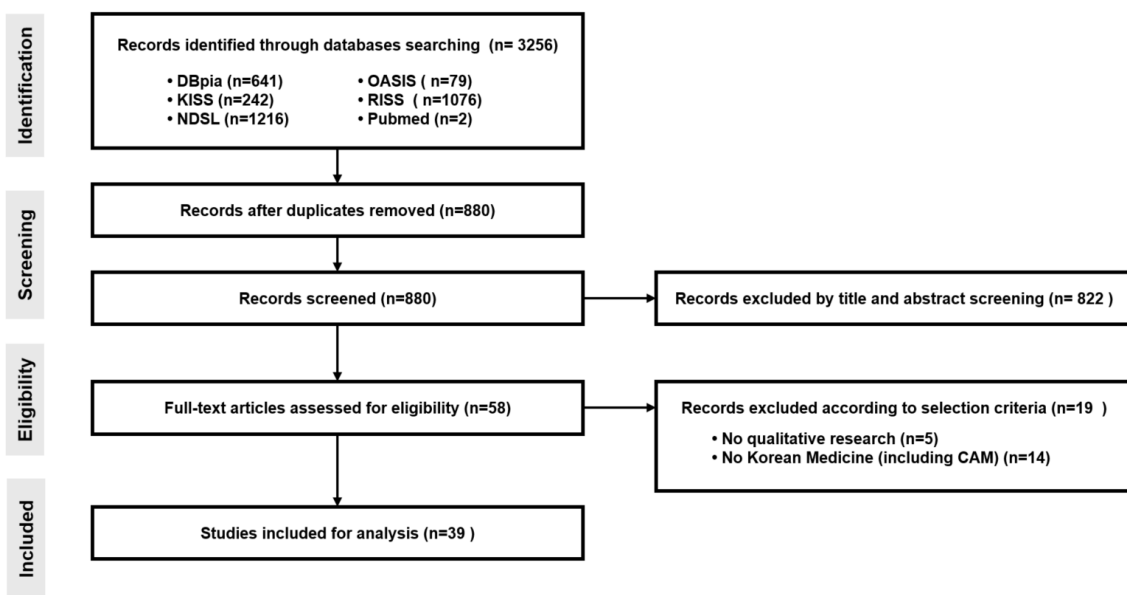 Identification
Records identified through databases searching (n= 3256)
• DBpia (n=641)
• KISS (n=242)
• NDSL (n=1216)
• OASIS ( n=79)
• RISS ( n=1076)
• Pubmed (n=2)
Screening
Records after duplicates removed (n=880)
Records screened (n=880)
Records excluded by title and abstract screening (n= 822 )
Eligibility
Full-text articles assessed for eligibility (n=58)
Records excluded according to selection criteria (n=19 )
• No qualitative research (n=5)
• No Korean Medicine (including CAM) (n=14)
Included
Studies included for analysis (n=39 )